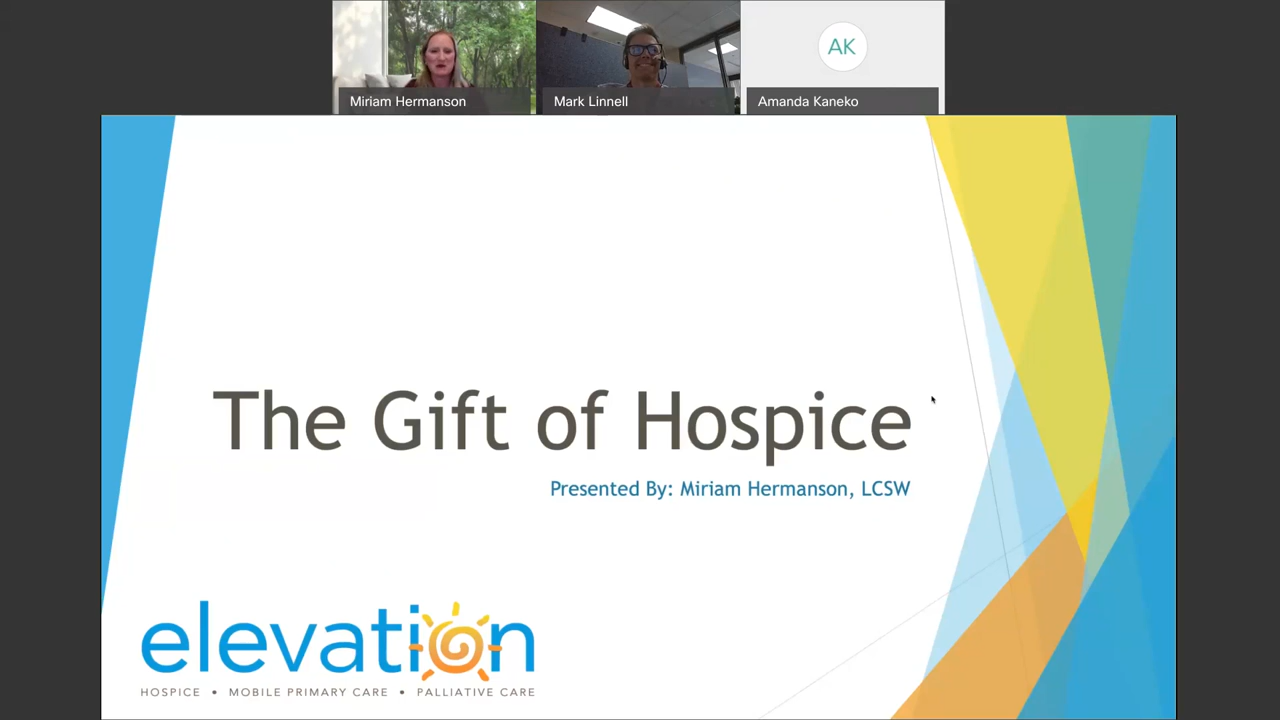 Miriam Hermanson
Mark Linnell
AK
Amanda Kaneko
The Gift of Hospice
Presented By: Miriam Hermanson, LCSW
elevation
HOSPICE • MOBILE PRIMARY CARE • PALLIATIVE CARE